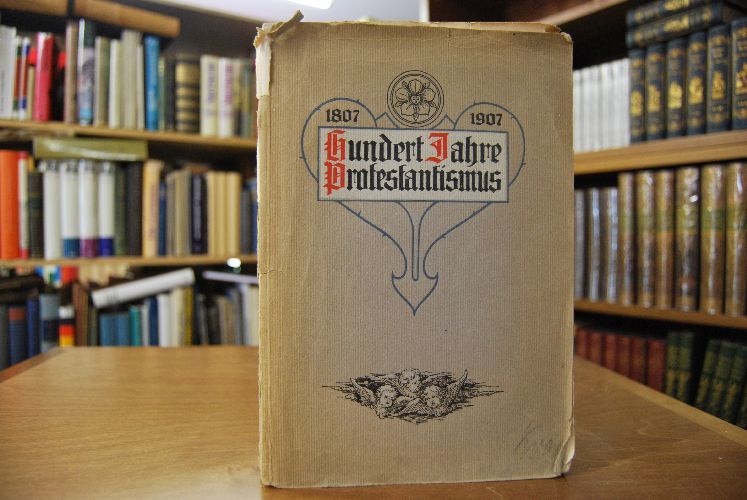 1807 1907
Hundert Jahre
Protestantismus